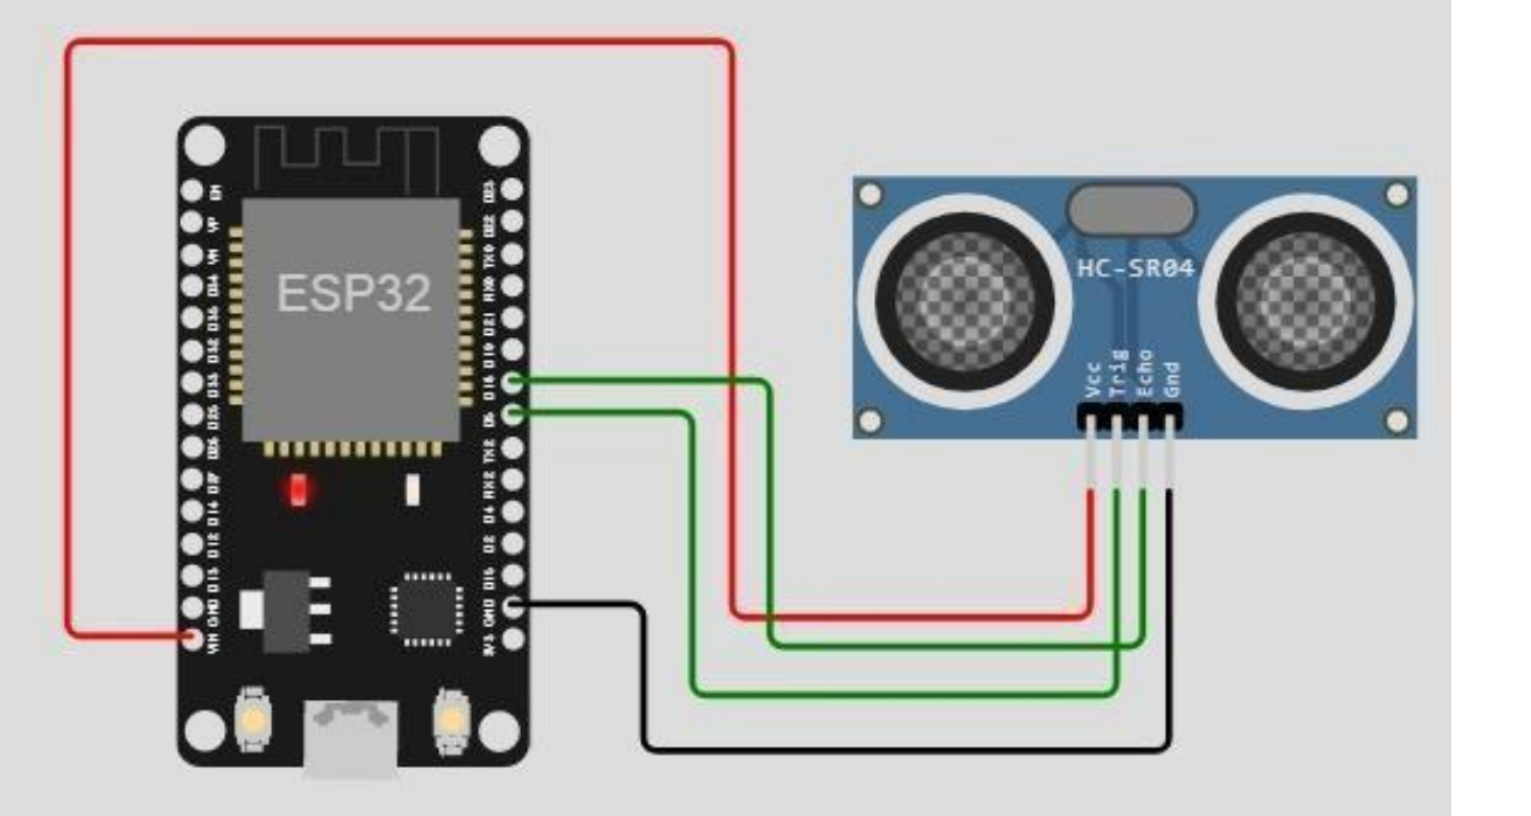 EN
VP
VN
D34
D35
D32
D33
D25
D26
D27
D14
D12
D13
GND
VIN
ESP32
D23
D22
TX0
RX0
D21
D19
D18
D5
TX2
RX2
D4
D2
D15
GND
3V3
HC-SR04
Vcc
Trig
Echo
Gnd